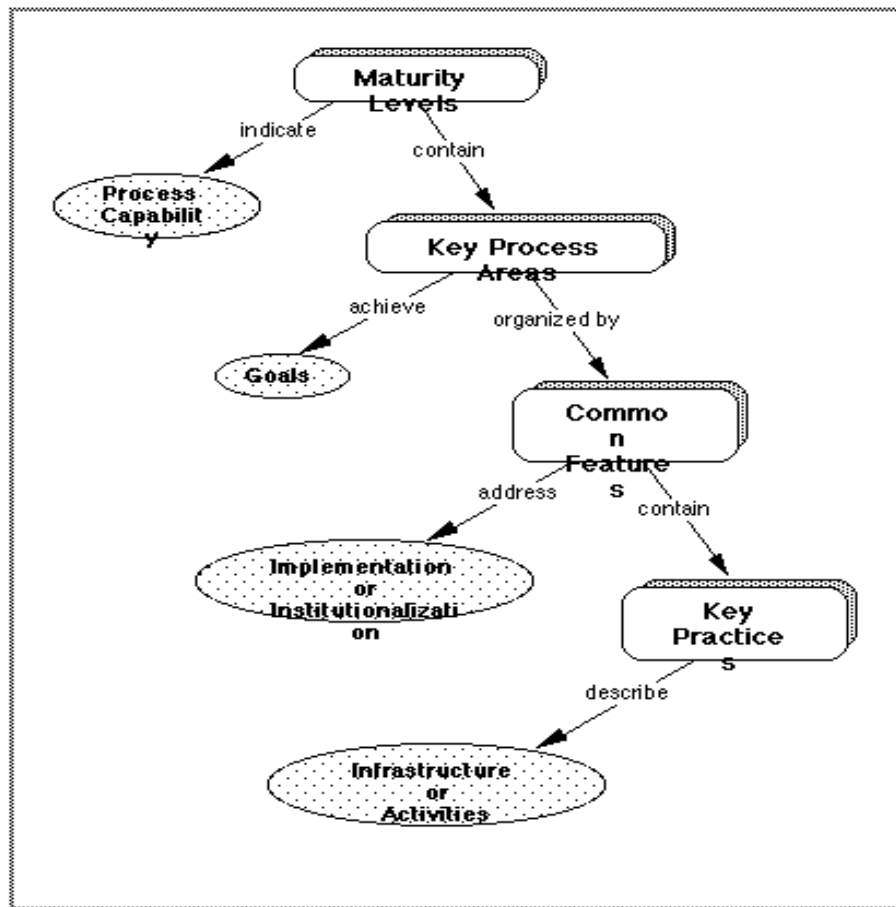 Maturity
Levels
indicate
contain
Process
Capabilit
y
Key Process
Areas
achieve
organized by
Goals
Commo
n
Feature
s
address
contain
Implementation
or
Institutionalizati
on
Key
Practice
s
describe
Infrastructure
or
Activities